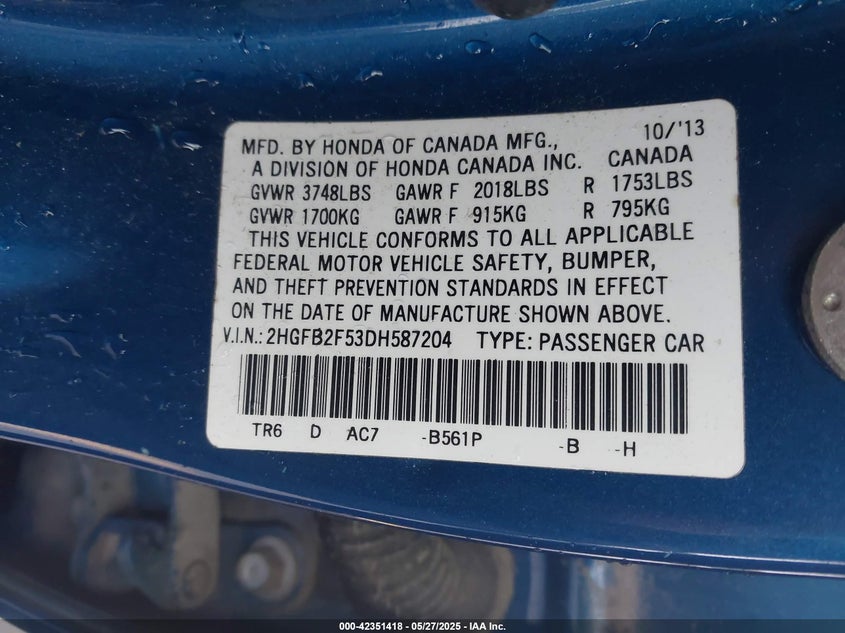 MFD. BY HONDA OF CANADA MFG., 10/'13
A DIVISION OF HONDA CANADA INC. CANADA
GVWR 3748LBS GAWR F 2018LBS R 1753LBS
GVWR 1700KG GAWR F 915KG R 795KG
THIS VEHICLE CONFORMS TO ALL APPLICABLE
FEDERAL MOTOR VEHICLE SAFETY, BUMPER,
AND THEFT PREVENTION STANDARDS IN EFFECT
ON THE DATE OF MANUFACTURE SHOWN ABOVE.
V.I.N.: 2HGFB2F53DH587204 TYPE: PASSENGER CAR
TR6 D AC7 -B561P -B -H
000-42351418 - 05/27/2025 - IAA Inc.